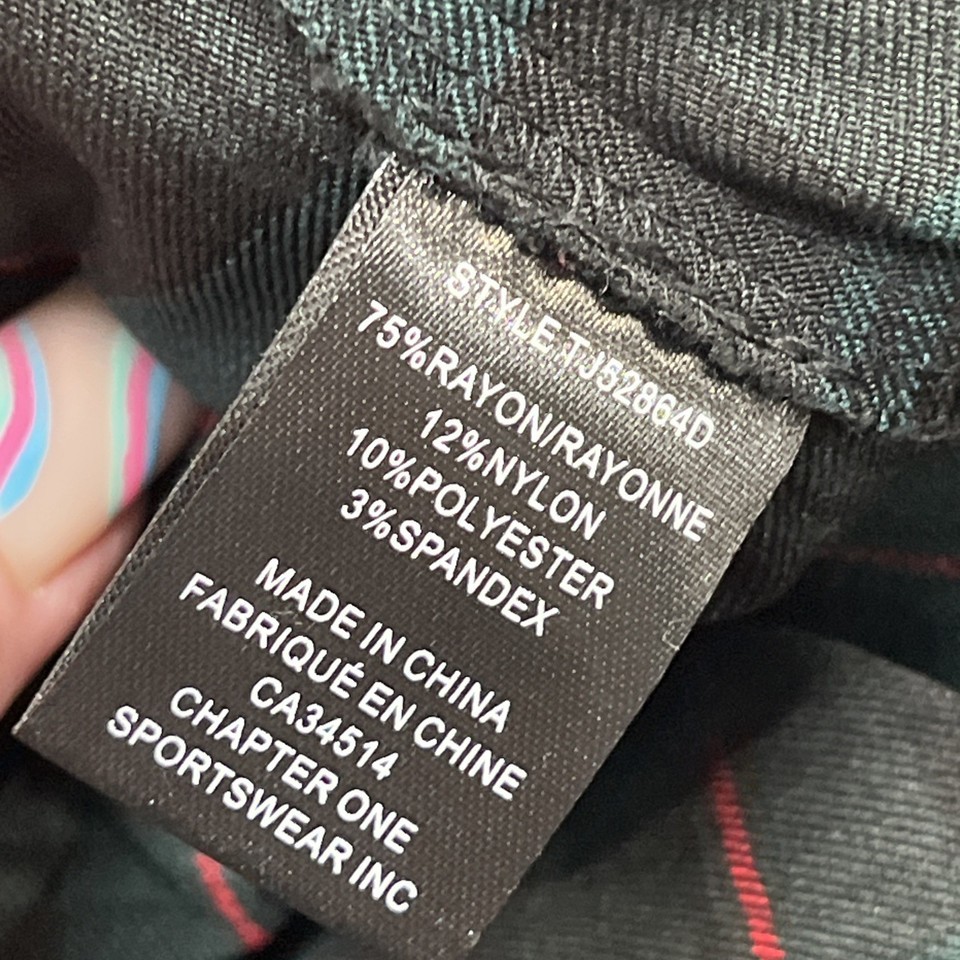 STYLE:TJ52864D
75%RAYON/RAYONNE
12%NYLON
10%POLYESTER
3%SPANDEX
MADE IN CHINA
FABRIQUÉ EN CHINE
CA34514
CHAPTER ONE
SPORTSWEAR INC